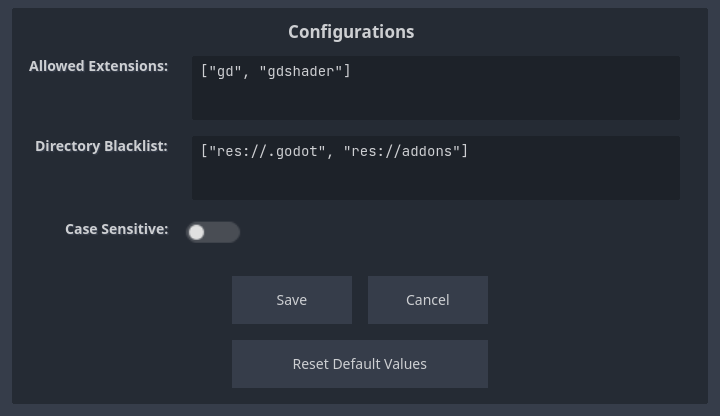 Configurations
Allowed Extensions:
["gd", "gdshader"]
Directory Blacklist:
["res://.godot", "res://addons"]
Case Sensitive:
Save
Cancel
Reset Default Values